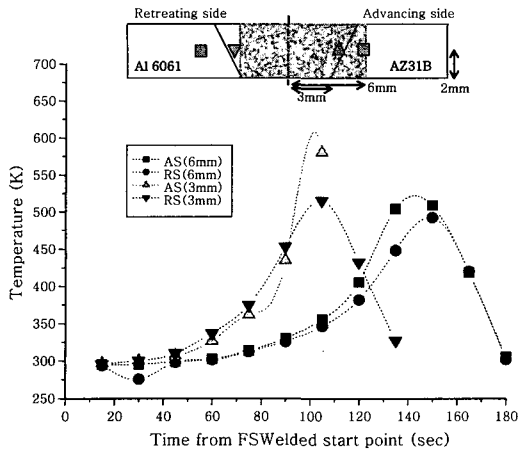 Retreating side
Advancing side
Al 6061
AZ31B
3mm
6mm
2mm
AS(6mm)
RS(6mm)
AS(3mm)
RS(3mm)
Temperature (K)
700
650
600
550
500
450
400
350
300
250
0 20 40 60 80 100 120 140 160 180
Time from FSWelded start point (sec)